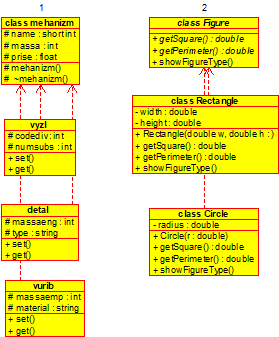 1
class mehanizm
# name : short int
# massa : int
# prise : float
# mehanizm()
# ~mehanizm()
vyzl
# codediv: int
# numsubs : int
+ set()
+ get()
detal
# massaeng : int
# type : string
+ set()
+ get()
vurib
# massaemp : int
# material : string
+ set()
+ get()
2
class Figure
+ getSquare() : double
+ getPerimeter() : double
+ showFigureType()
class Rectangle
- width : double
- height : double
+ Rectangle(double w, double h : )
+ getSquare() : double
+ getPerimeter() : double
+ showFigureType()
class Circle
- radius : double
+ Circle(r : double)
+ getSquare() : double
+ getPerimeter() : double
+ showFigureType()